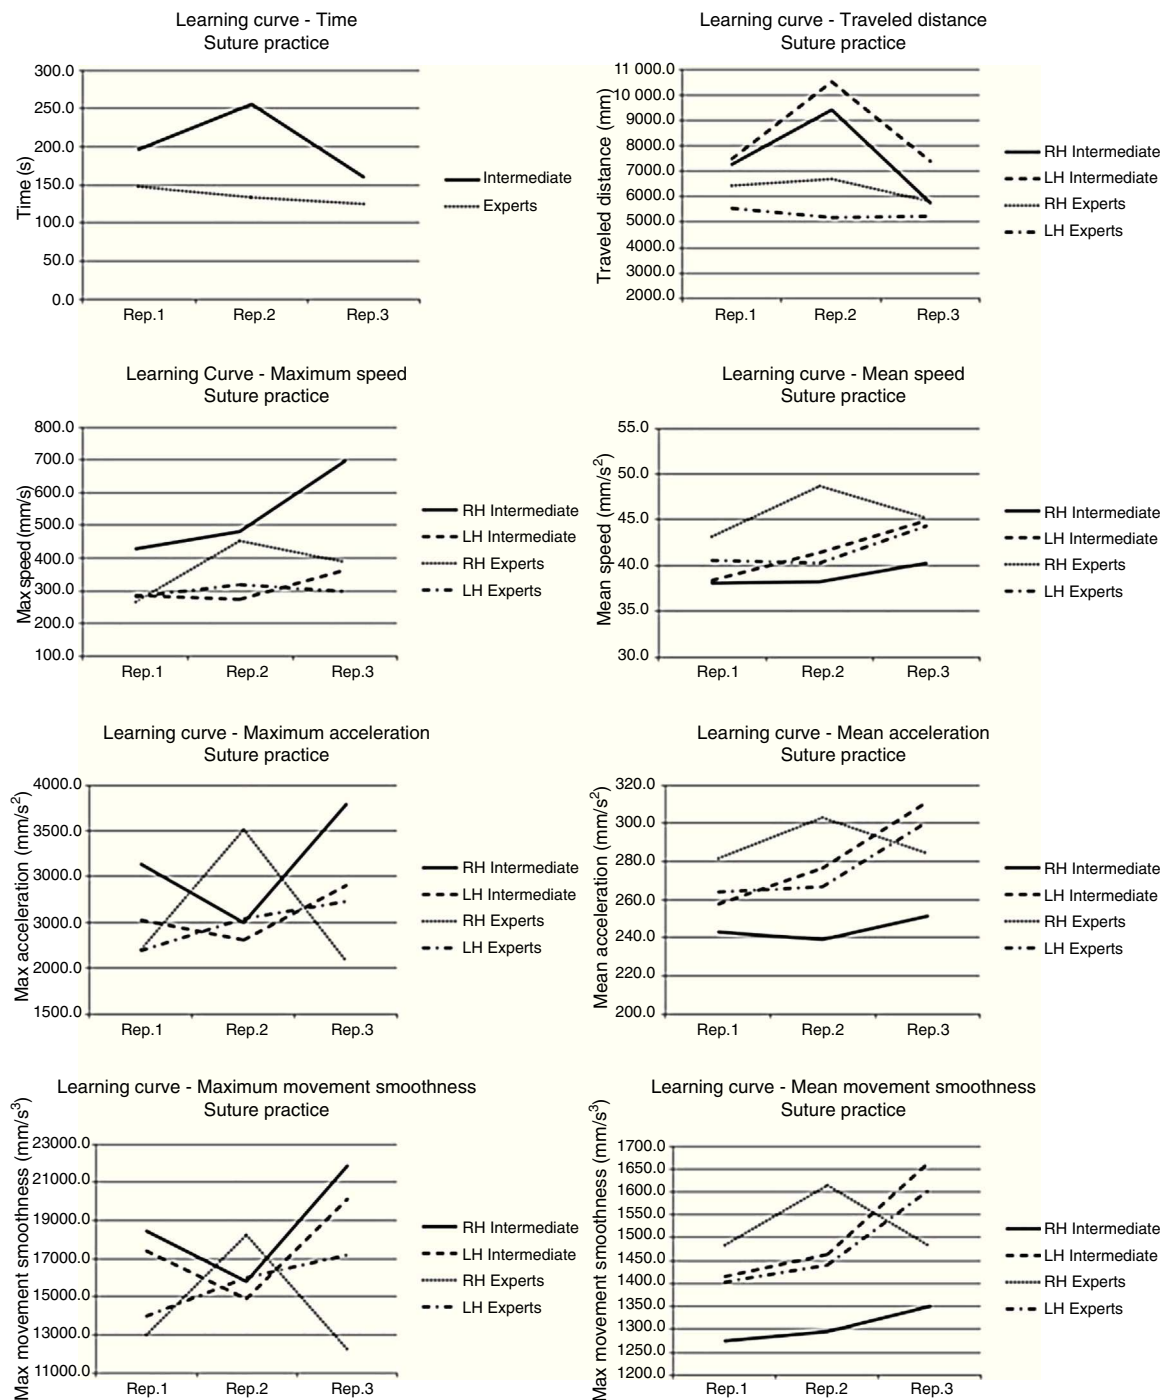 Learning curve - Time
Suture practice
300.0
250.0
200.0
150.0
100.0
50.0
0.0
Time (s)
Rep.1 Rep.2 Rep.3
Intermediate
Experts
Learning curve - Traveled distance
Suture practice
11 000.0
10 000.0
9000.0
8000.0
7000.0
6000.0
5000.0
4000.0
3000.0
2000.0
Traveled distance (mm)
Rep.1 Rep.2 Rep.3
RH Intermediate
LH Intermediate
RH Experts
LH Experts
Learning Curve - Maximum speed
Suture practice
800.0
700.0
600.0
500.0
400.0
300.0
200.0
100.0
Max speed (mm/s)
Rep.1 Rep.2 Rep.3
RH Intermediate
LH Intermediate
RH Experts
LH Experts
Learning curve - Mean speed
Suture practice
55.0
50.0
45.0
40.0
35.0
30.0
Mean speed (mm/s²)
Rep.1 Rep.2 Rep.3
RH Intermediate
LH Intermediate
RH Experts
LH Experts
Learning curve - Maximum acceleration
Suture practice
4000.0
3500.0
3000.0
3000.0
2000.0
1500.0
Max acceleration (mm/s²)
Rep.1 Rep.2 Rep.3
RH Intermediate
LH Intermediate
RH Experts
LH Experts
Learning curve - Mean acceleration
Suture practice
320.0
300.0
280.0
260.0
240.0
220.0
200.0
Mean acceleration (mm/s²)
Rep.1 Rep.2 Rep.3
RH Intermediate
LH Intermediate
RH Experts
LH Experts
Learning curve - Maximum movement smoothness
Suture practice
23000.0
21000.0
19000.0
17000.0
15000.0
13000.0
11000.0
Max movement smoothness (mm/s³)
Rep.1 Rep.2 Rep.3
RH Intermediate
LH Intermediate
RH Experts
LH Experts
Learning curve - Mean movement smoothness
Suture practice
1700.0
1650.0
1600.0
1550.0
1500.0
1450.0
1400.0
1350.0
1300.0
1250.0
1200.0
Max movement smoothness (mm/s³)
Rep.1 Rep.2 Rep.3
RH Intermediate
LH Intermediate
RH Experts
LH Experts